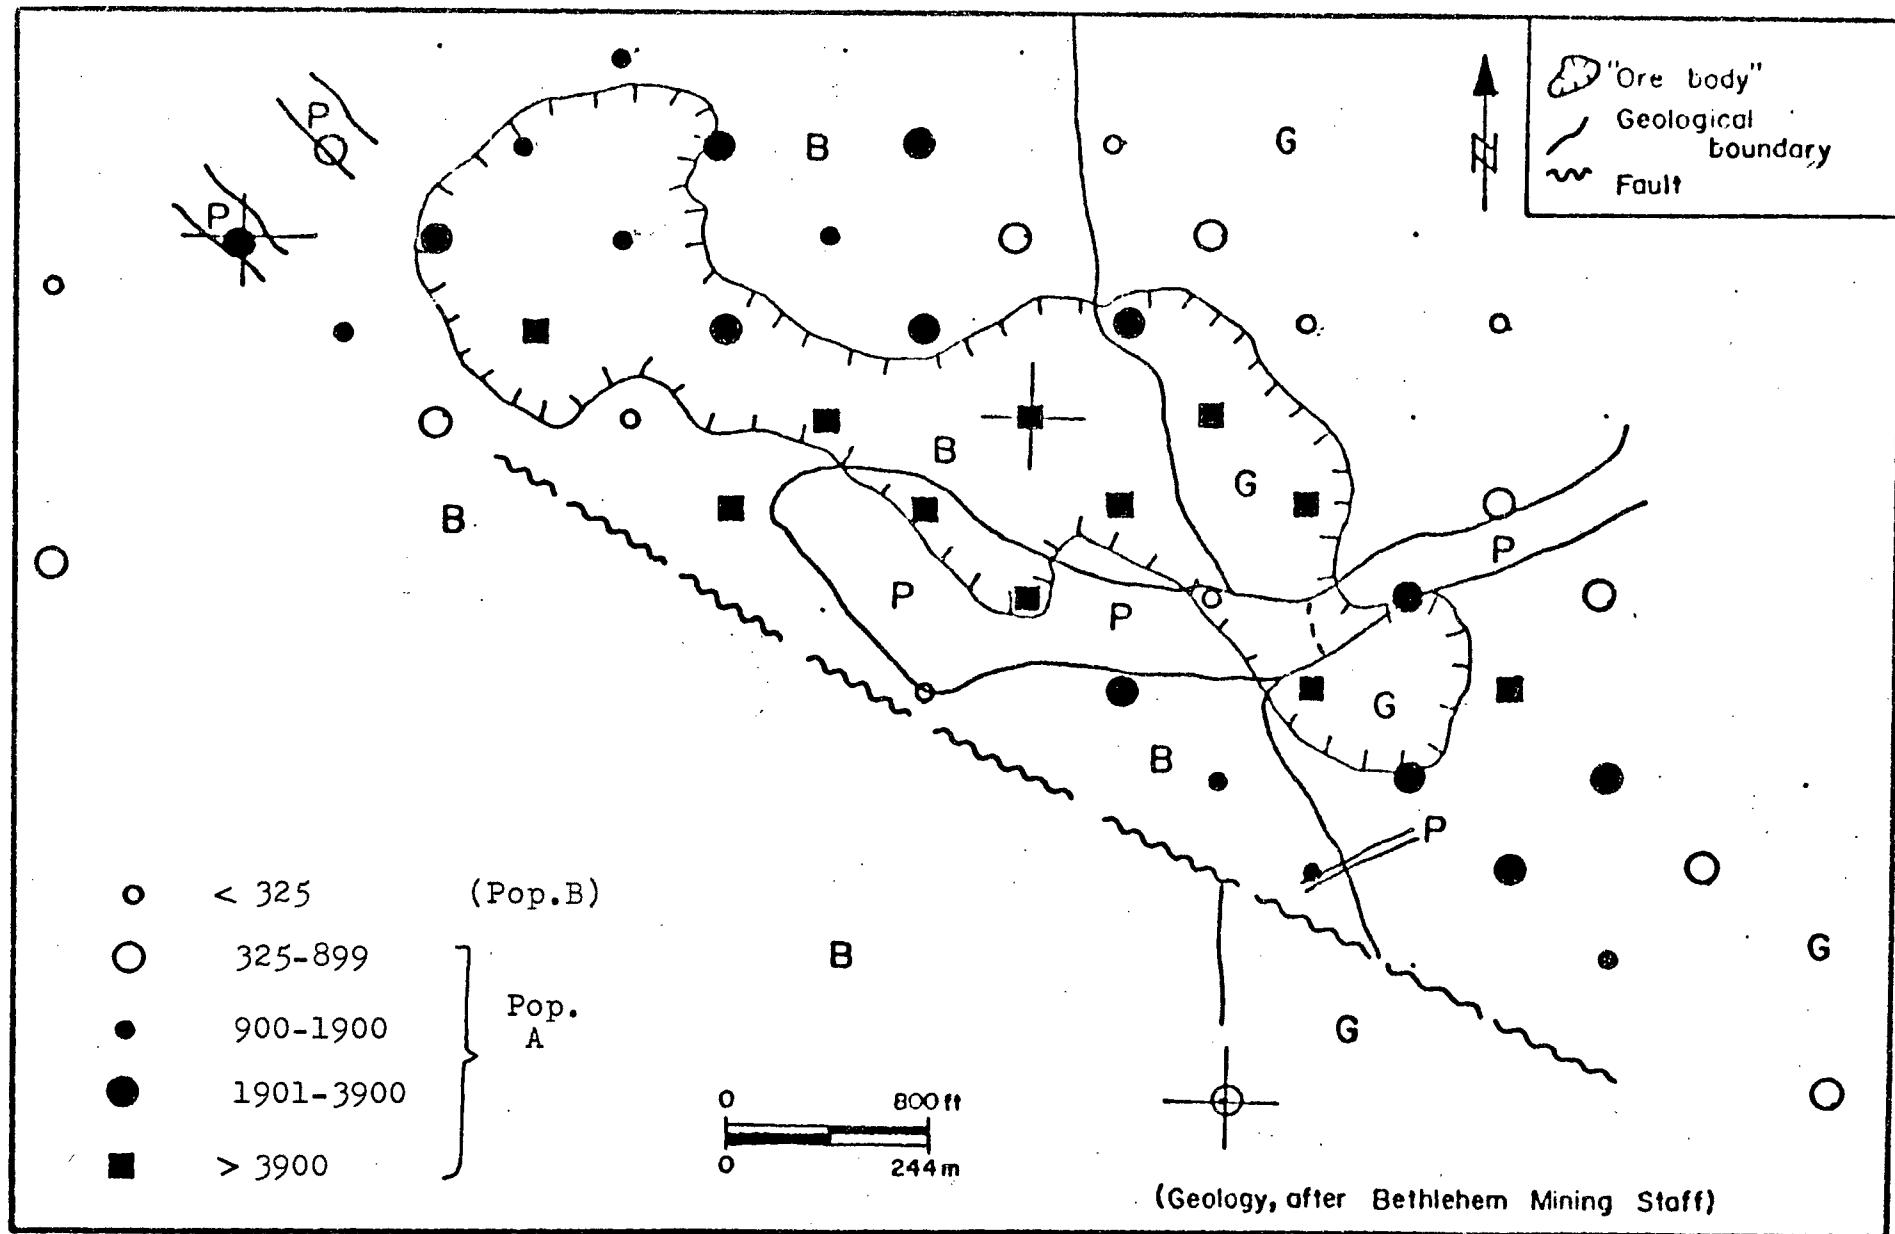 "Ore body"
Geological
boundary
Fault
N
P
P
B
G
B
G
B
P
P
P
G
B
P
B
G
G
< 325 (Pop.B)
325-899
900-1900
1901-3900
> 3900
Pop.
A
0 800 ft
0 244 m
(Geology, after Bethlehem Mining Staff)